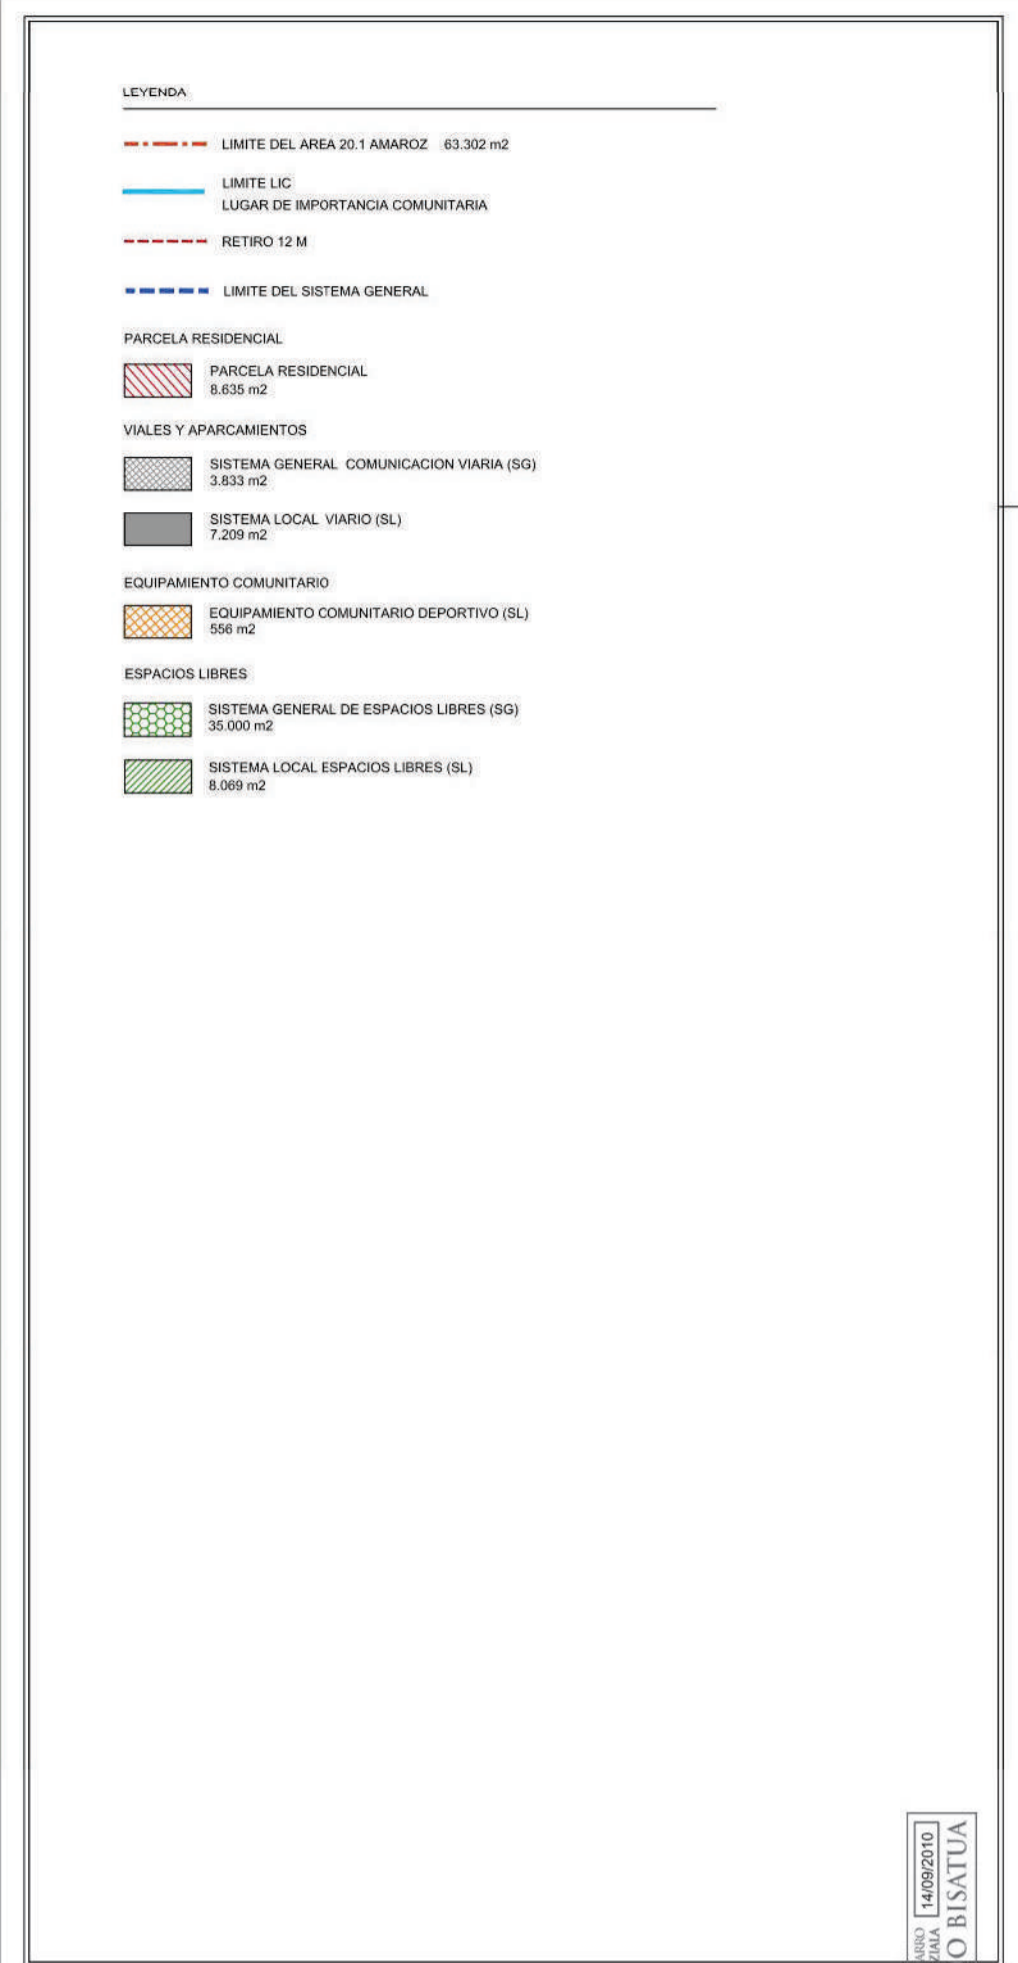 LEYENDA
LIMITE DEL AREA 20.1 AMAROZ 63.302 m2
LIMITE LIC
LUGAR DE IMPORTANCIA COMUNITARIA
RETIRO 12 M
LIMITE DEL SISTEMA GENERAL
PARCELA RESIDENCIAL
PARCELA RESIDENCIAL
8.635 m2
VIALES Y APARCAMIENTOS
SISTEMA GENERAL COMUNICACION VIARIA (SG)
3.833 m2
SISTEMA LOCAL VIARIO (SL)
7.209 m2
EQUIPAMIENTO COMUNITARIO
EQUIPAMIENTO COMUNITARIO DEPORTIVO (SL)
556 m2
ESPACIOS LIBRES
SISTEMA GENERAL DE ESPACIOS LIBRES (SG)
35.000 m2
SISTEMA LOCAL ESPACIOS LIBRES (SL)
8.069 m2
14/09/2010
BISATUA